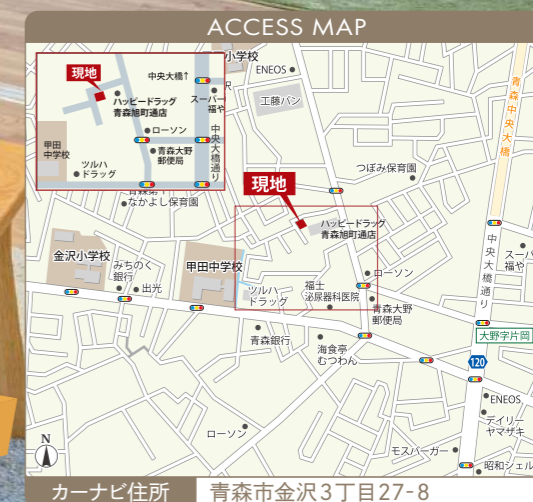 ACCESS MAP
現地
中央大橋↑
ハッピードラッグ
青森旭町通店
スーパー
福や
甲田
中学校
ローソン
青森大野
郵便局
ツルハ
ドラッグ
中央大橋通り
小学校
ENEOS
工藤パン
青森中央大橋
つぼみ保育園
なかよし保育園
現地
ハッピードラッグ
青森旭町通店
金沢小学校
みちのく
銀行
出光
甲田中学校
ツルハ
ドラッグ
福士
泌尿器科医院
ローソン
青森大野
郵便局
中央大橋通り
スーパー
福や
大野字片岡
青森銀行
海食亭
むつわん
120
ENEOS
デイリー
ヤマザキ
ローソン
モスバーガー
昭和シェル
N
カーナビ住所
青森市金沢3丁目27-8